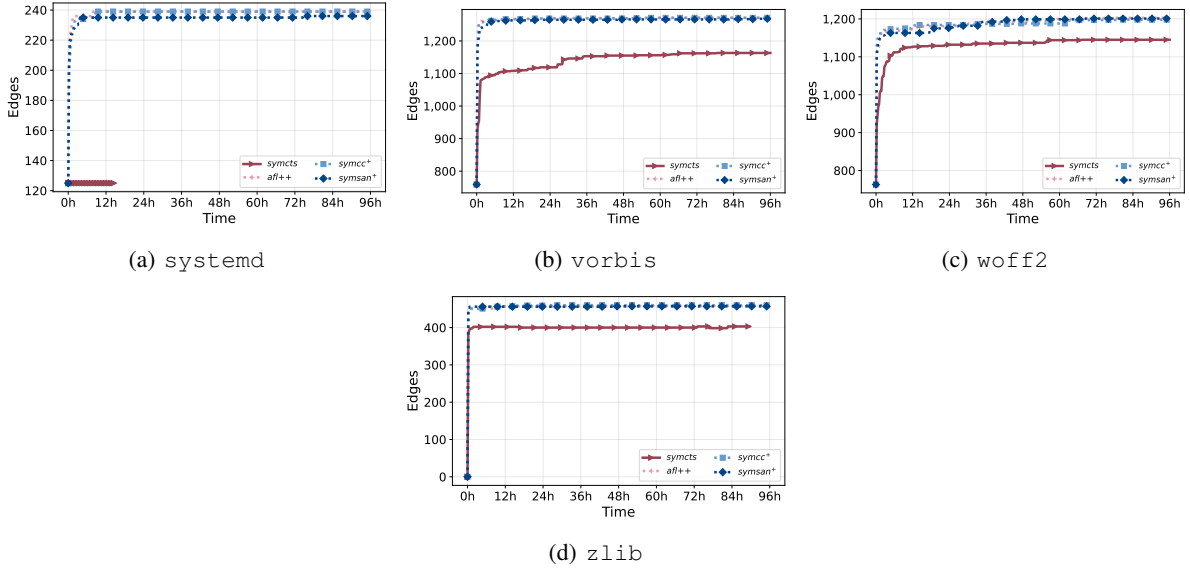 240
220
200
180
160
140
120
Edges
0h 12h 24h 36h 48h 60h 72h 84h 96h
Time
symcts
afl++
symcc+
symsan+
(a) systemd
1,200
1,100
1,000
900
800
Edges
0h 12h 24h 36h 48h 60h 72h 84h 96h
Time
symcts
afl++
symcc+
symsan+
(b) vorbis
1,200
1,100
1,000
900
800
Edges
0h 12h 24h 36h 48h 60h 72h 84h 96h
Time
symcts
afl++
symcc+
symsan+
(c) woff2
400
300
200
100
0
Edges
0h 12h 24h 36h 48h 60h 72h 84h 96h
Time
symcts
afl++
symcc+
symsan+
(d) zlib